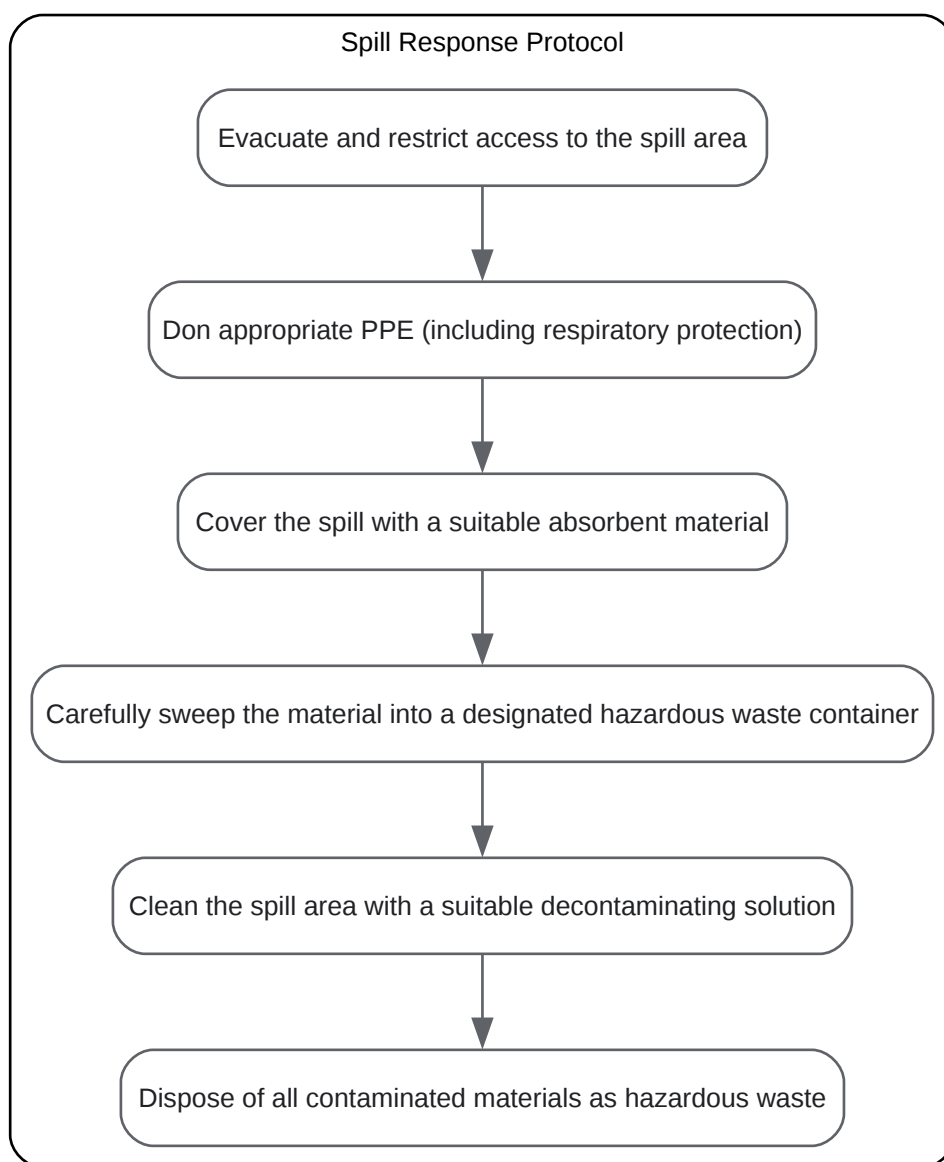 Spill Response Protocol
Evacuate and restrict access to the spill area
Don appropriate PPE (including respiratory protection)
Cover the spill with a suitable absorbent material
Carefully sweep the material into a designated hazardous waste container
Clean the spill area with a suitable decontaminating solution
Dispose of all contaminated materials as hazardous waste